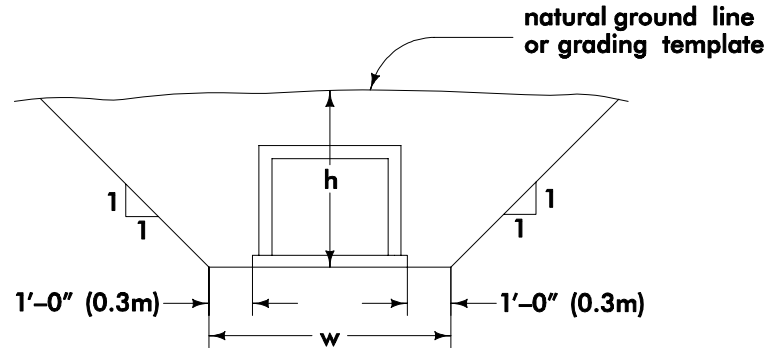 natural ground line
or grading template
h
1
1
1
1
1'–0" (0.3m)
1'–0" (0.3m)
w